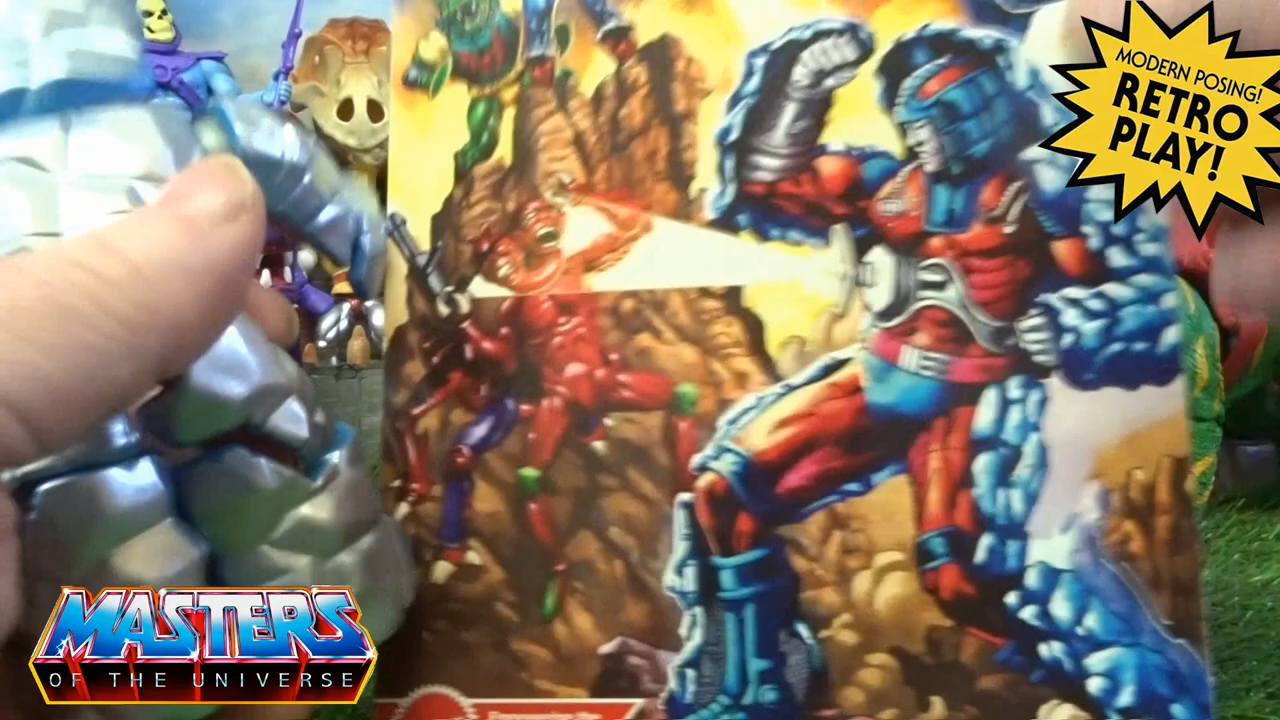 MODERN POSING!
RETRO
PLAY!
MASTERS
OF THE UNIVERSE